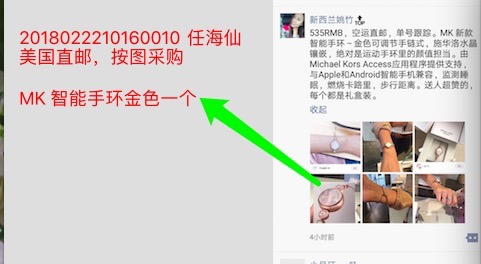 2018022210160010 任海仙
美国直邮，按图采购
MK 智能手环金色一个
新西兰姚竹
TOP
535RMB，空运直邮，单号跟踪。MK 新款
智能手环－金色可调节手链式，施华洛水晶
镶嵌，绝对是运动手环里的颜值担当。由
Michael Kors Access应用程序提供支持，
与Apple和Android智能手机兼容，监测睡
眠，燃烧卡路里，步行距离。送人超赞的，
每个都是礼盒装。
收起
4小时前